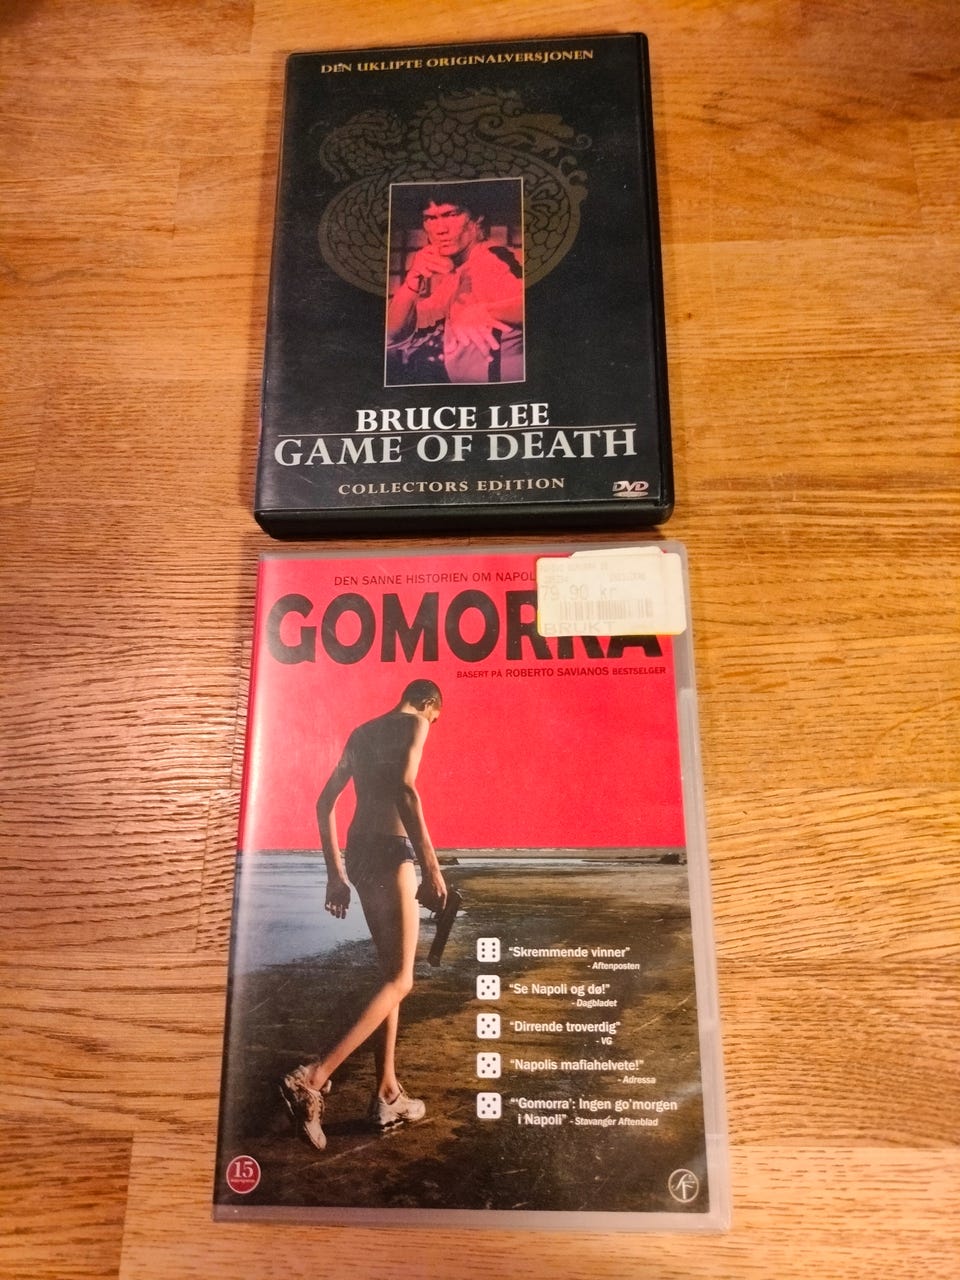 DEN UKLIPTE ORIGINALVERSJONEN
BRUCE LEE
GAME OF DEATH
COLLECTORS EDITION
DVD
DEN SANNE HISTORIEN OM NAPOL
79.90 kr
BRUKT
GOMORRA
BASERT PÅ ROBERTO SAVIANOS BESTSELGER
"Skremmende vinner"
- Aftenposten
"Se Napoli og dø!"
- Dagbladet
"Dirrende troverdig"
- VG
"Napolis mafiahelvete!"
- Adressa
"'Gomorra': Ingen go'morgen
i Napoli" - Stavanger Aftenblad
15
SF